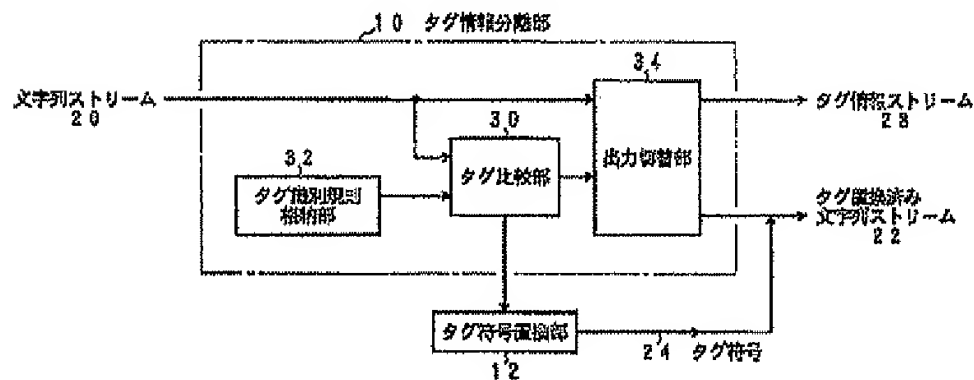 10 タグ情報分離部
34
文字列ストリーム
20
タグ情報ストリーム
28
30
出力切替部
タグ比較部
32
タグ識別規則
格納部
タグ置換済み
文字列ストリーム
22
タグ符号置換部
24 タグ符号
12